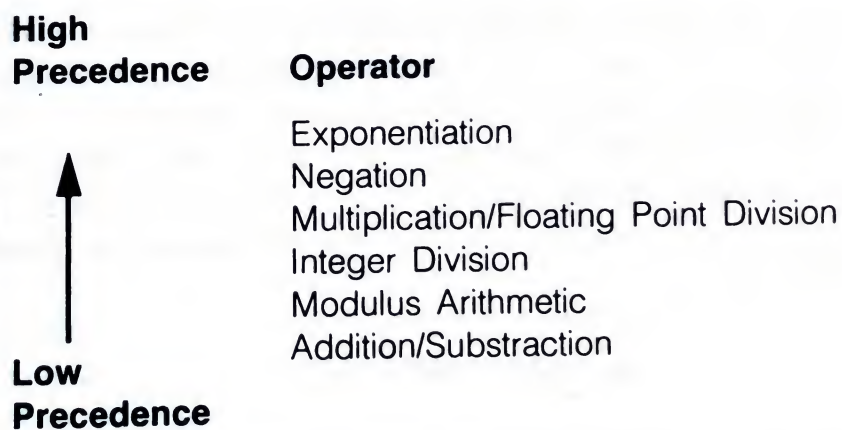 High
Precedence Operator
Exponentiation
Negation
Multiplication/Floating Point Division
Integer Division
Modulus Arithmetic
Addition/Substraction
Low
Precedence